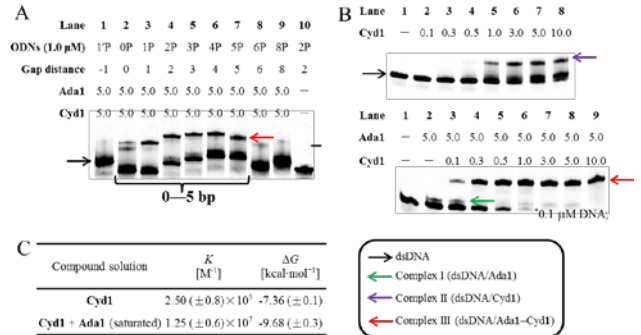 A
Lane 1 2 3 4 5 6 7 8 9 10
ODNs (1.0 μM) 1'P 0P 1P 2P 3P 4P 5P 6P 8P 2P
Gap distance -1 0 1 2 3 4 5 6 8 2
Ada1 5.0 5.0 5.0 5.0 5.0 5.0 5.0 5.0 5.0 —
Cyd1 5.0 5.0 5.0 5.0 5.0 5.0 5.0 5.0 5.0 —
0—5 bp
B
Lane 1 2 3 4 5 6 7 8
Cyd1 — 0.1 0.3 0.5 1.0 3.0 5.0 10.0
Lane 1 2 3 4 5 6 7 8 9
Ada1 — 5.0 5.0 5.0 5.0 5.0 5.0 5.0 5.0
Cyd1 — — 0.1 0.3 0.5 1.0 3.0 5.0 10.0
*0.1 μM DNA;
C
Compound solution K [M⁻¹] ΔG [kcal·mol⁻¹]
Cyd1 2.50 (±0.8)×10⁵ -7.36 (±0.1)
Cyd1 + Ada1 (saturated) 1.25 (±0.6)×10⁷ -9.68 (±0.3)
dsDNA
Complex I (dsDNA/Ada1)
Complex II (dsDNA/Cyd1)
Complex III (dsDNA/Ada1–Cyd1)